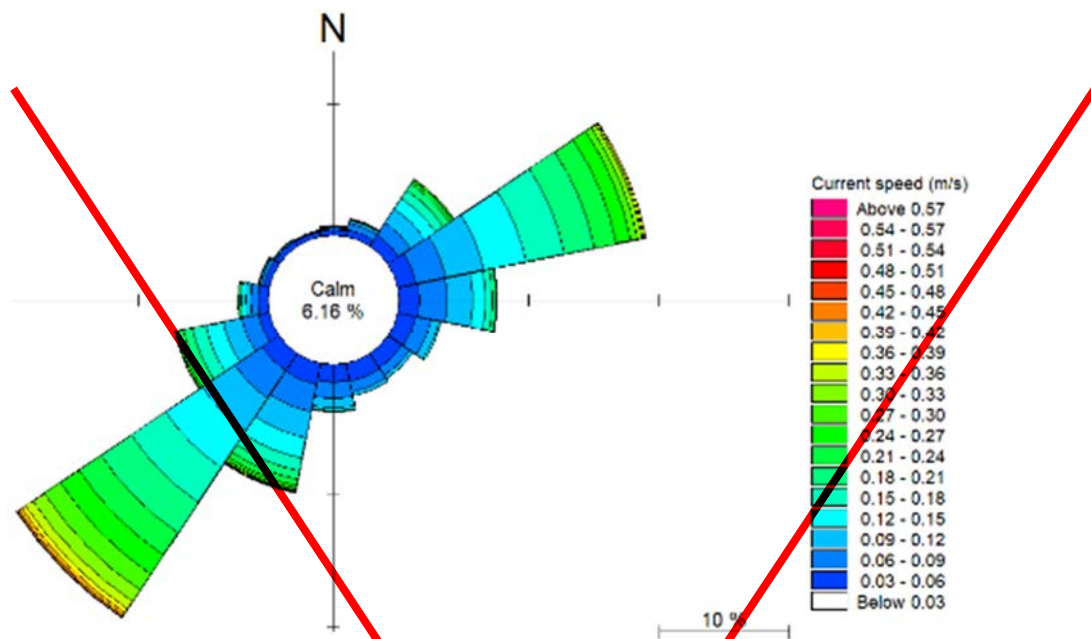 N
Calm
6.16 %
Current speed (m/s)
Above 0.57
0.54 - 0.57
0.51 - 0.54
0.48 - 0.51
0.45 - 0.48
0.42 - 0.45
0.39 - 0.42
0.36 - 0.39
0.33 - 0.36
0.30 - 0.33
0.27 - 0.30
0.24 - 0.27
0.21 - 0.24
0.18 - 0.21
0.15 - 0.18
0.12 - 0.15
0.09 - 0.12
0.06 - 0.09
0.03 - 0.06
Below 0.03
10 %